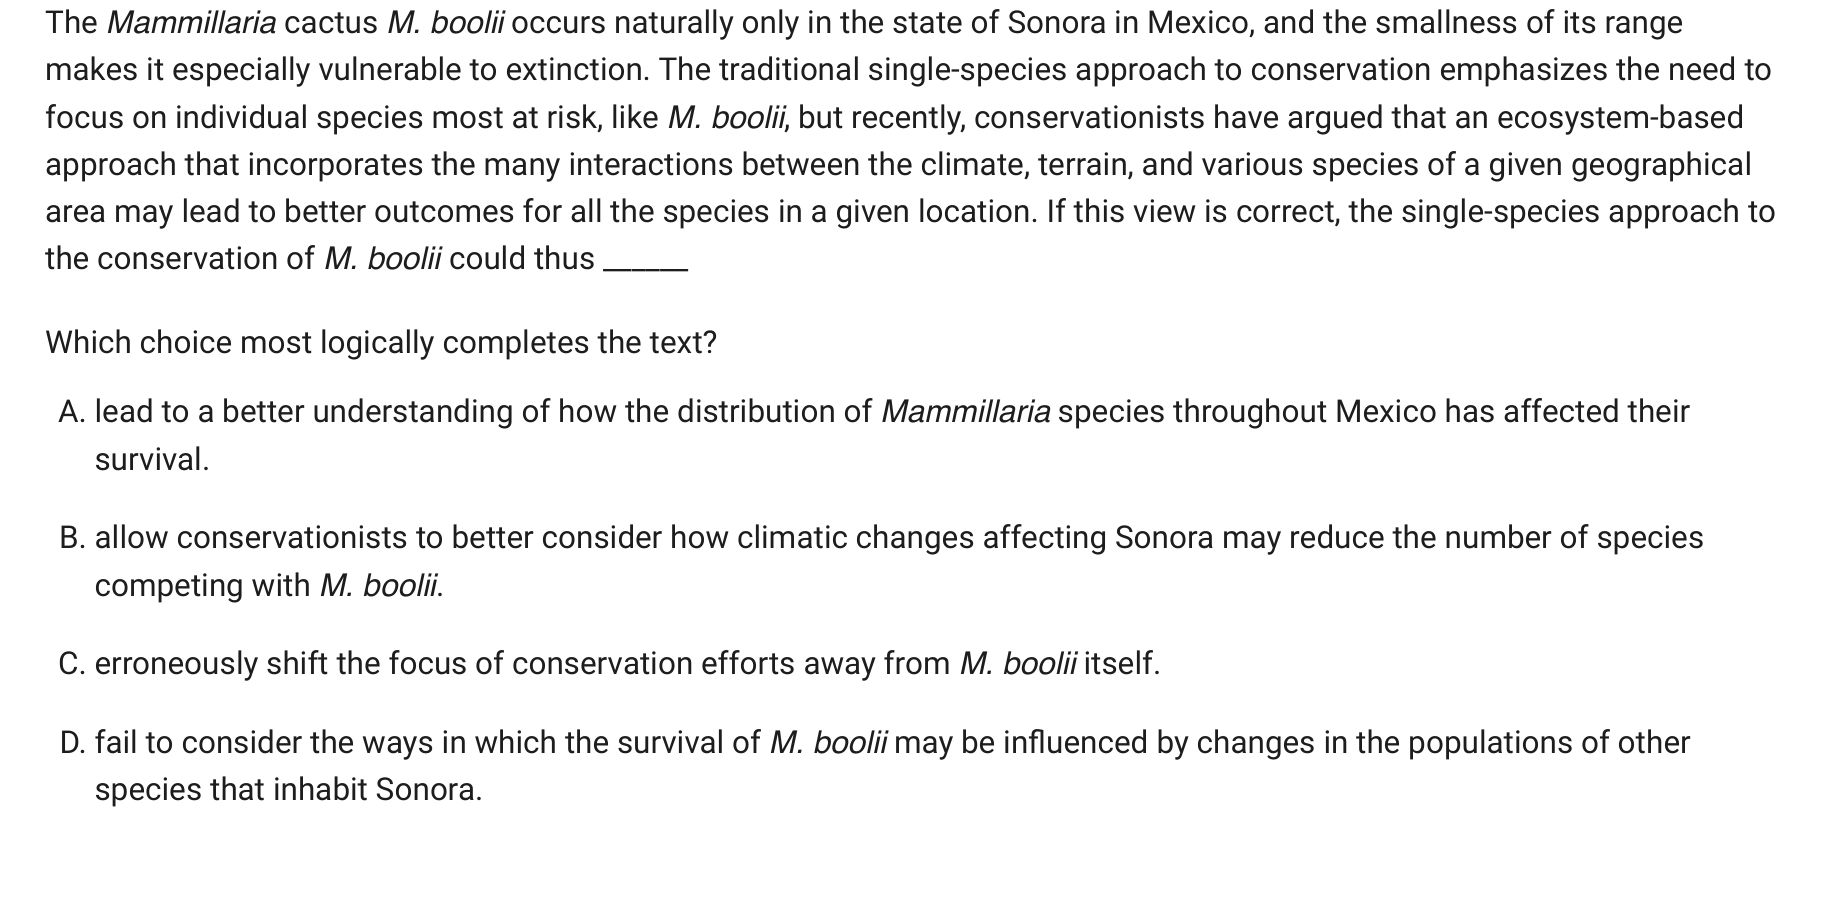 The Mammillaria cactus M. boolii occurs naturally only in the state of Sonora in Mexico, and the smallness of its range
makes it especially vulnerable to extinction. The traditional single-species approach to conservation emphasizes the need to
focus on individual species most at risk, like M. boolii, but recently, conservationists have argued that an ecosystem-based
approach that incorporates the many interactions between the climate, terrain, and various species of a given geographical
area may lead to better outcomes for all the species in a given location. If this view is correct, the single-species approach to
the conservation of M. boolii could thus ______
Which choice most logically completes the text?
A. lead to a better understanding of how the distribution of Mammillaria species throughout Mexico has affected their
survival.
B. allow conservationists to better consider how climatic changes affecting Sonora may reduce the number of species
competing with M. boolii.
C. erroneously shift the focus of conservation efforts away from M. boolii itself.
D. fail to consider the ways in which the survival of M. boolii may be influenced by changes in the populations of other
species that inhabit Sonora.